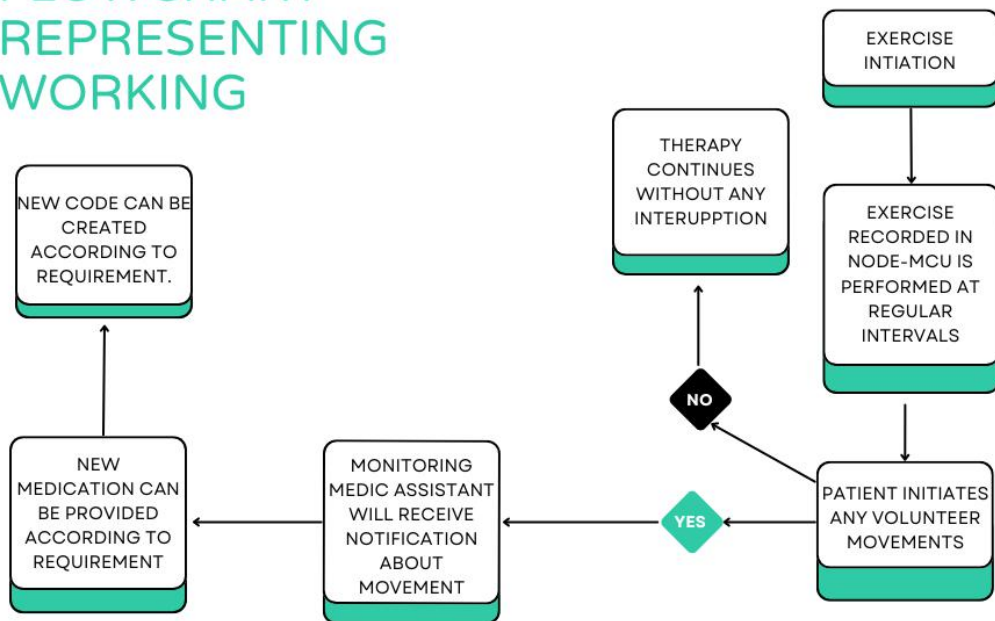 REPRESENTING
WORKING
EXERCISE
INTIATION
EXERCISE
RECORDED IN
NODE-MCU IS
PERFORMED AT
REGULAR
INTERVALS
THERAPY
CONTINUES
WITHOUT ANY
INTERUPPTION
NO
PATIENT INITIATES
ANY VOLUNTEER
MOVEMENTS
YES
MONITORING
MEDIC ASSISTANT
WILL RECEIVE
NOTIFICATION
ABOUT
MOVEMENT
NEW
MEDICATION CAN
BE PROVIDED
ACCORDING TO
REQUIREMENT
NEW CODE CAN BE
CREATED
ACCORDING TO
REQUIREMENT.